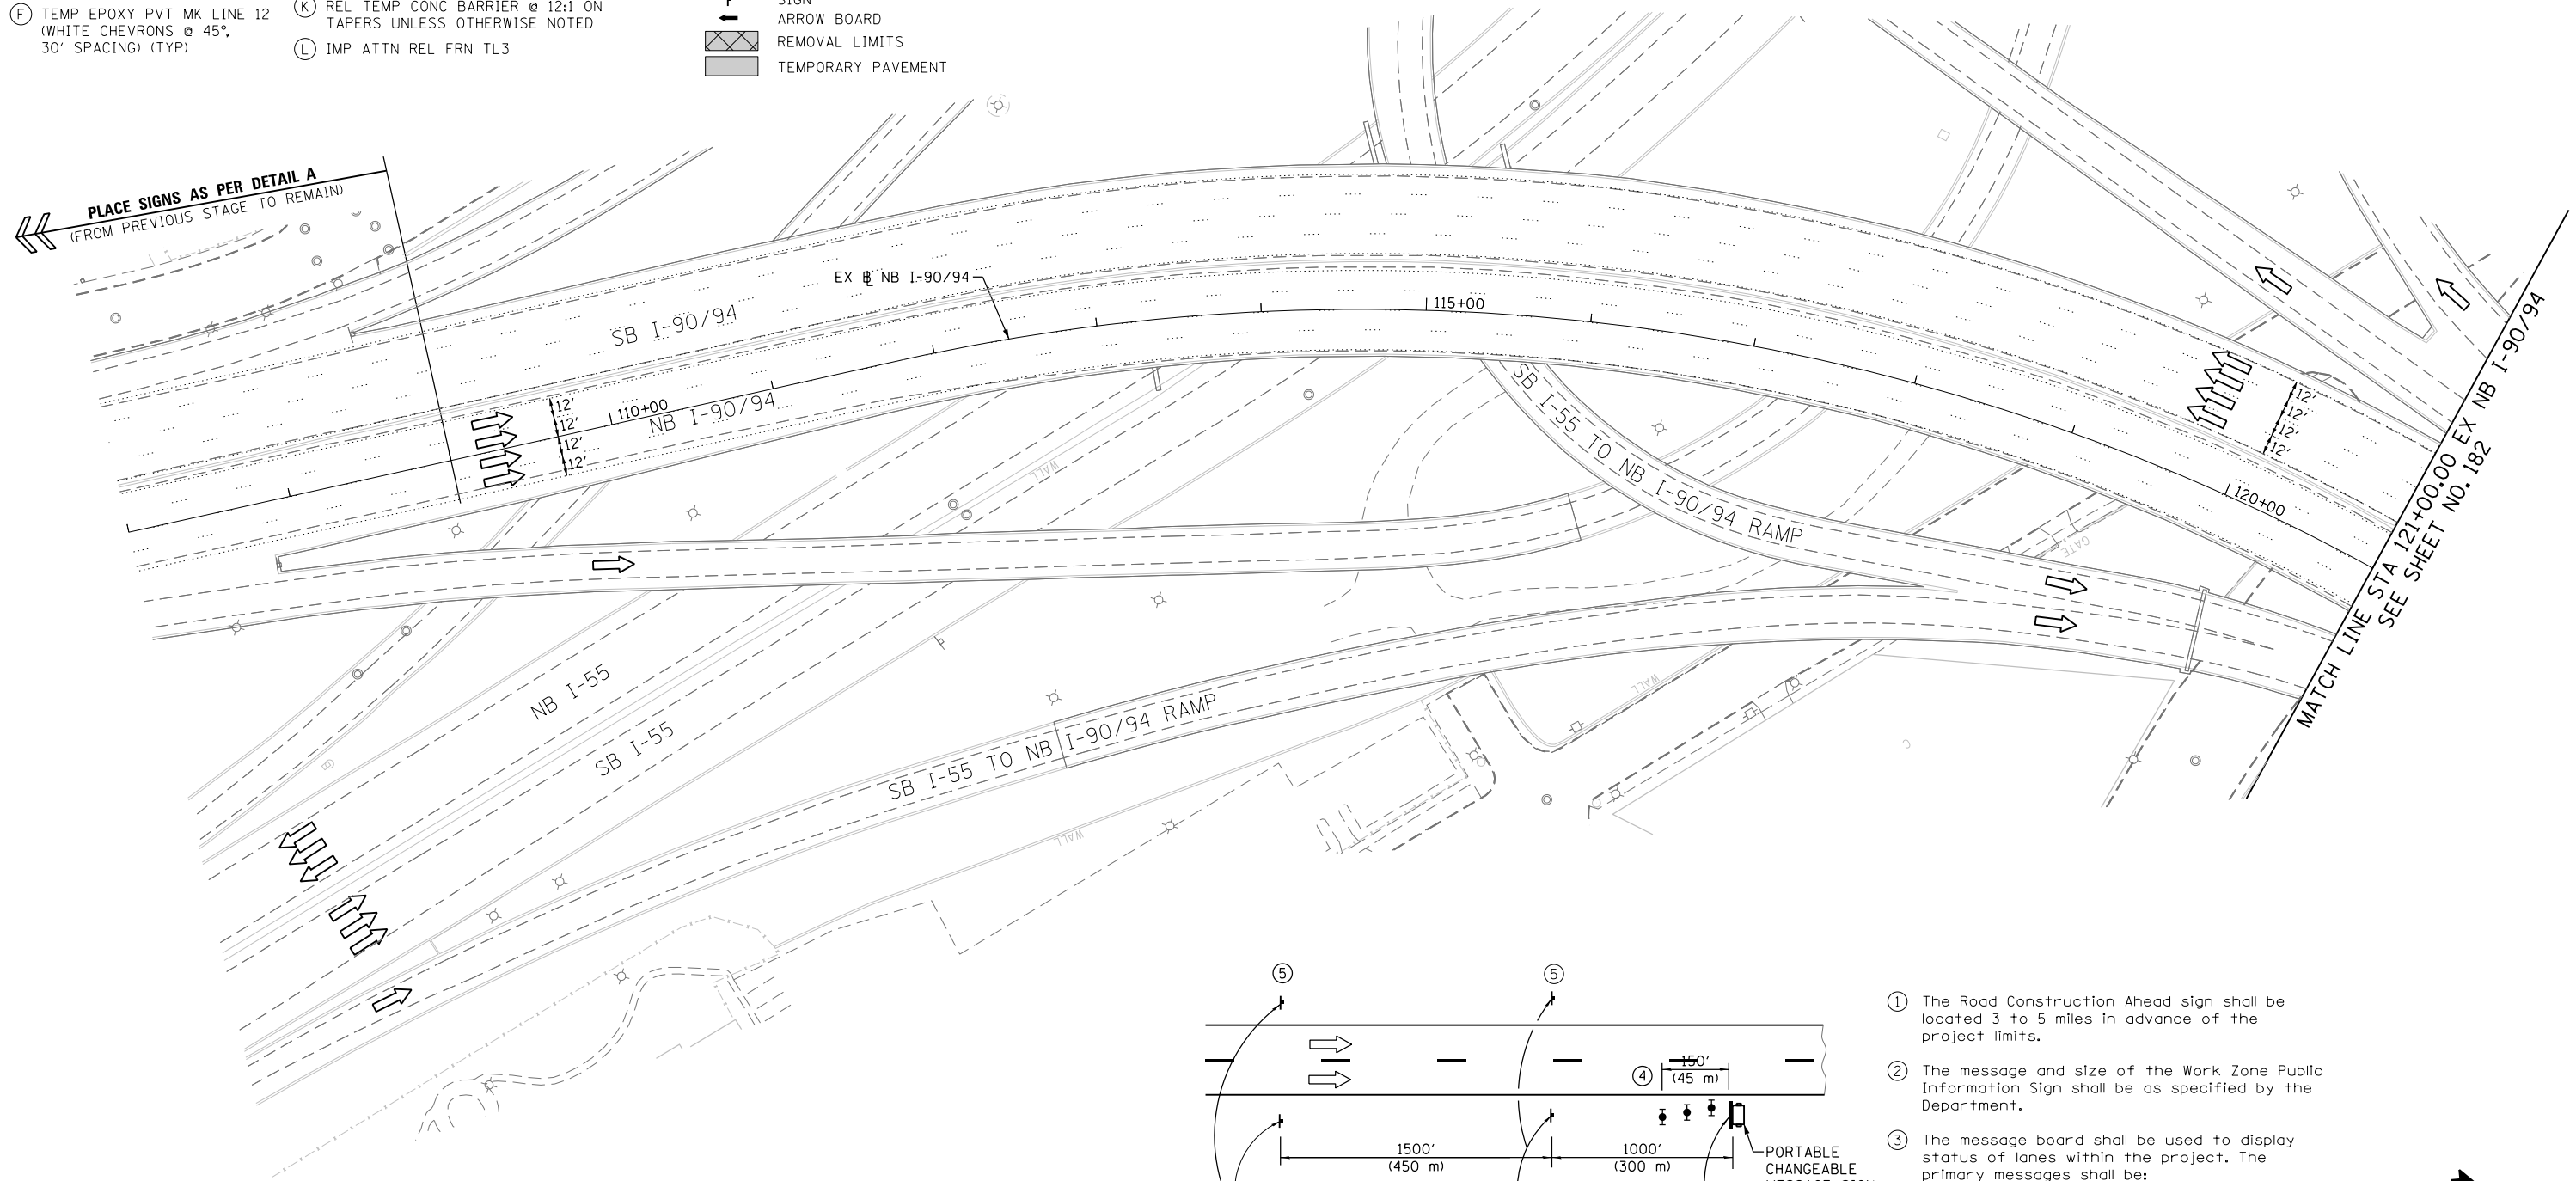 (F) TEMP EPOXY PVT MK LINE 12
(WHITE CHEVRONS @ 45°,
30' SPACING) (TYP)
(K) REL TEMP CONC BARRIER @ 12:1 ON
TAPERS UNLESS OTHERWISE NOTED
(L) IMP ATTN REL FRN TL3
SIGN
ARROW BOARD
REMOVAL LIMITS
TEMPORARY PAVEMENT
PLACE SIGNS AS PER DETAIL A
(FROM PREVIOUS STAGE TO REMAIN)
EX ℄ NB I-90/94
115+00
SB I-90/94
12'
12'
12'
12'
110+00
NB I-90/94
SB I-55 TO NB I-90/94 RAMP
12'
12'
12'
12'
120+00
MATCH LINE STA 121+00.00 EX NB I-90/94
SEE SHEET NO. 182
WALL
GATE
NB I-55
SB I-55
SB I-55 TO NB I-90/94 RAMP
WALL
WALL
C
5
5
4
150'
(45 m)
1500'
(450 m)
1000'
(300 m)
PORTABLE
CHANGEABLE
MESSAGE SIGN
1 The Road Construction Ahead sign shall be
located 3 to 5 miles in advance of the
project limits.
2 The message and size of the Work Zone Public
Information Sign shall be as specified by the
Department.
3 The message board shall be used to display
status of lanes within the project. The
primary messages shall be: